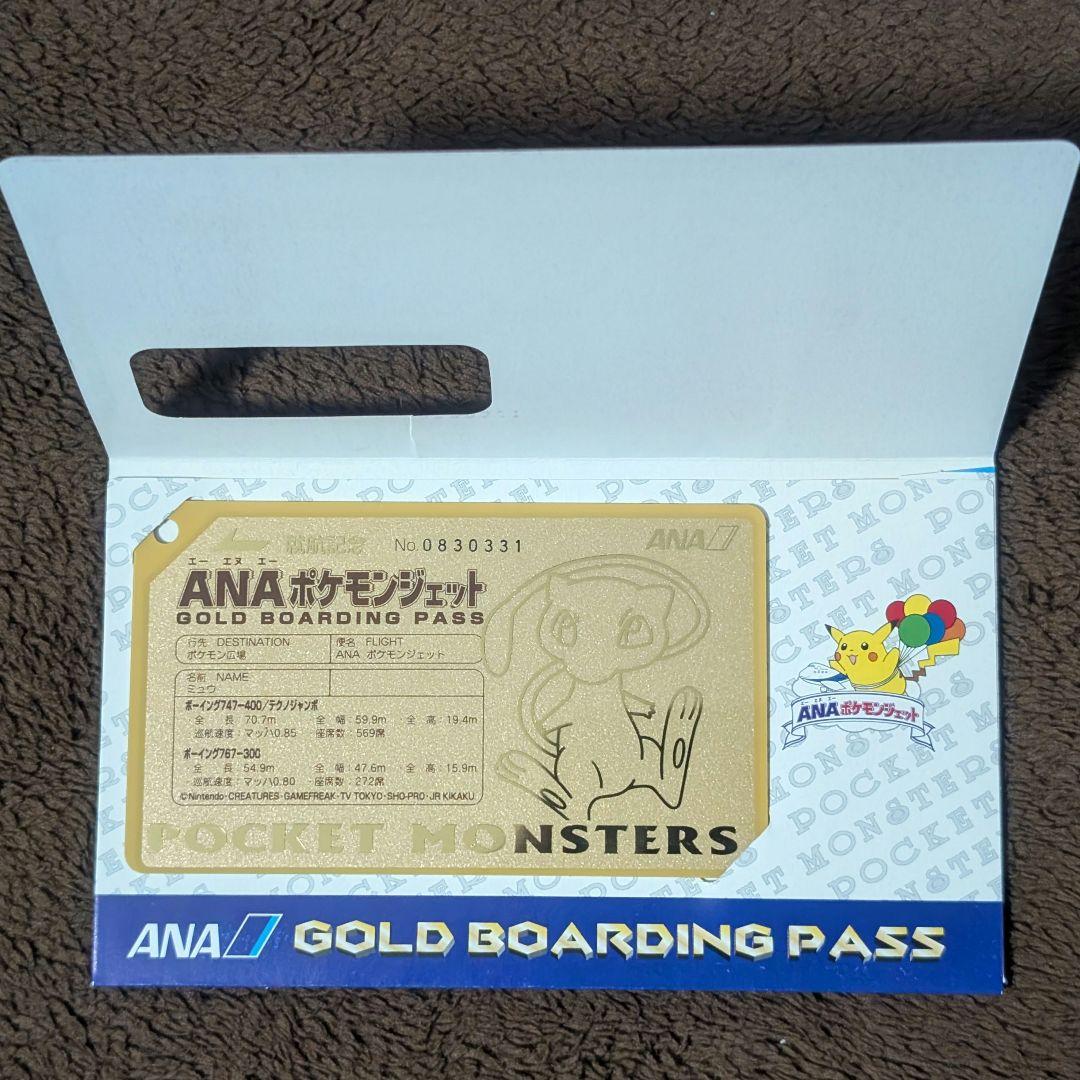 就航記念 No.0830331 ANA
エー エヌ エー
ANAポケモンジェット
GOLD BOARDING PASS
行先 DESTINATION
ポケモン広場
便名 FLIGHT
ANA ポケモンジェット
名前 NAME
ミュウ
ボーイング747-400/テクノジャンボ
全 長:70.7m 全 幅:59.9m 全 高:19.4m
巡航速度:マッハ0.85 座席数:569席
ボーイング767-300
全 長:54.9m 全 幅:47.6m 全 高:15.9m
巡航速度:マッハ0.80 座席数:272席
©Nintendo・CREATURES・GAMEFREAK・TV TOKYO・SHO-PRO・JR KIKAKU
POCKET MONSTERS
エー エヌ エー
ANAポケモンジェット
POCKET MONSTERS
ANA GOLD BOARDING PASS